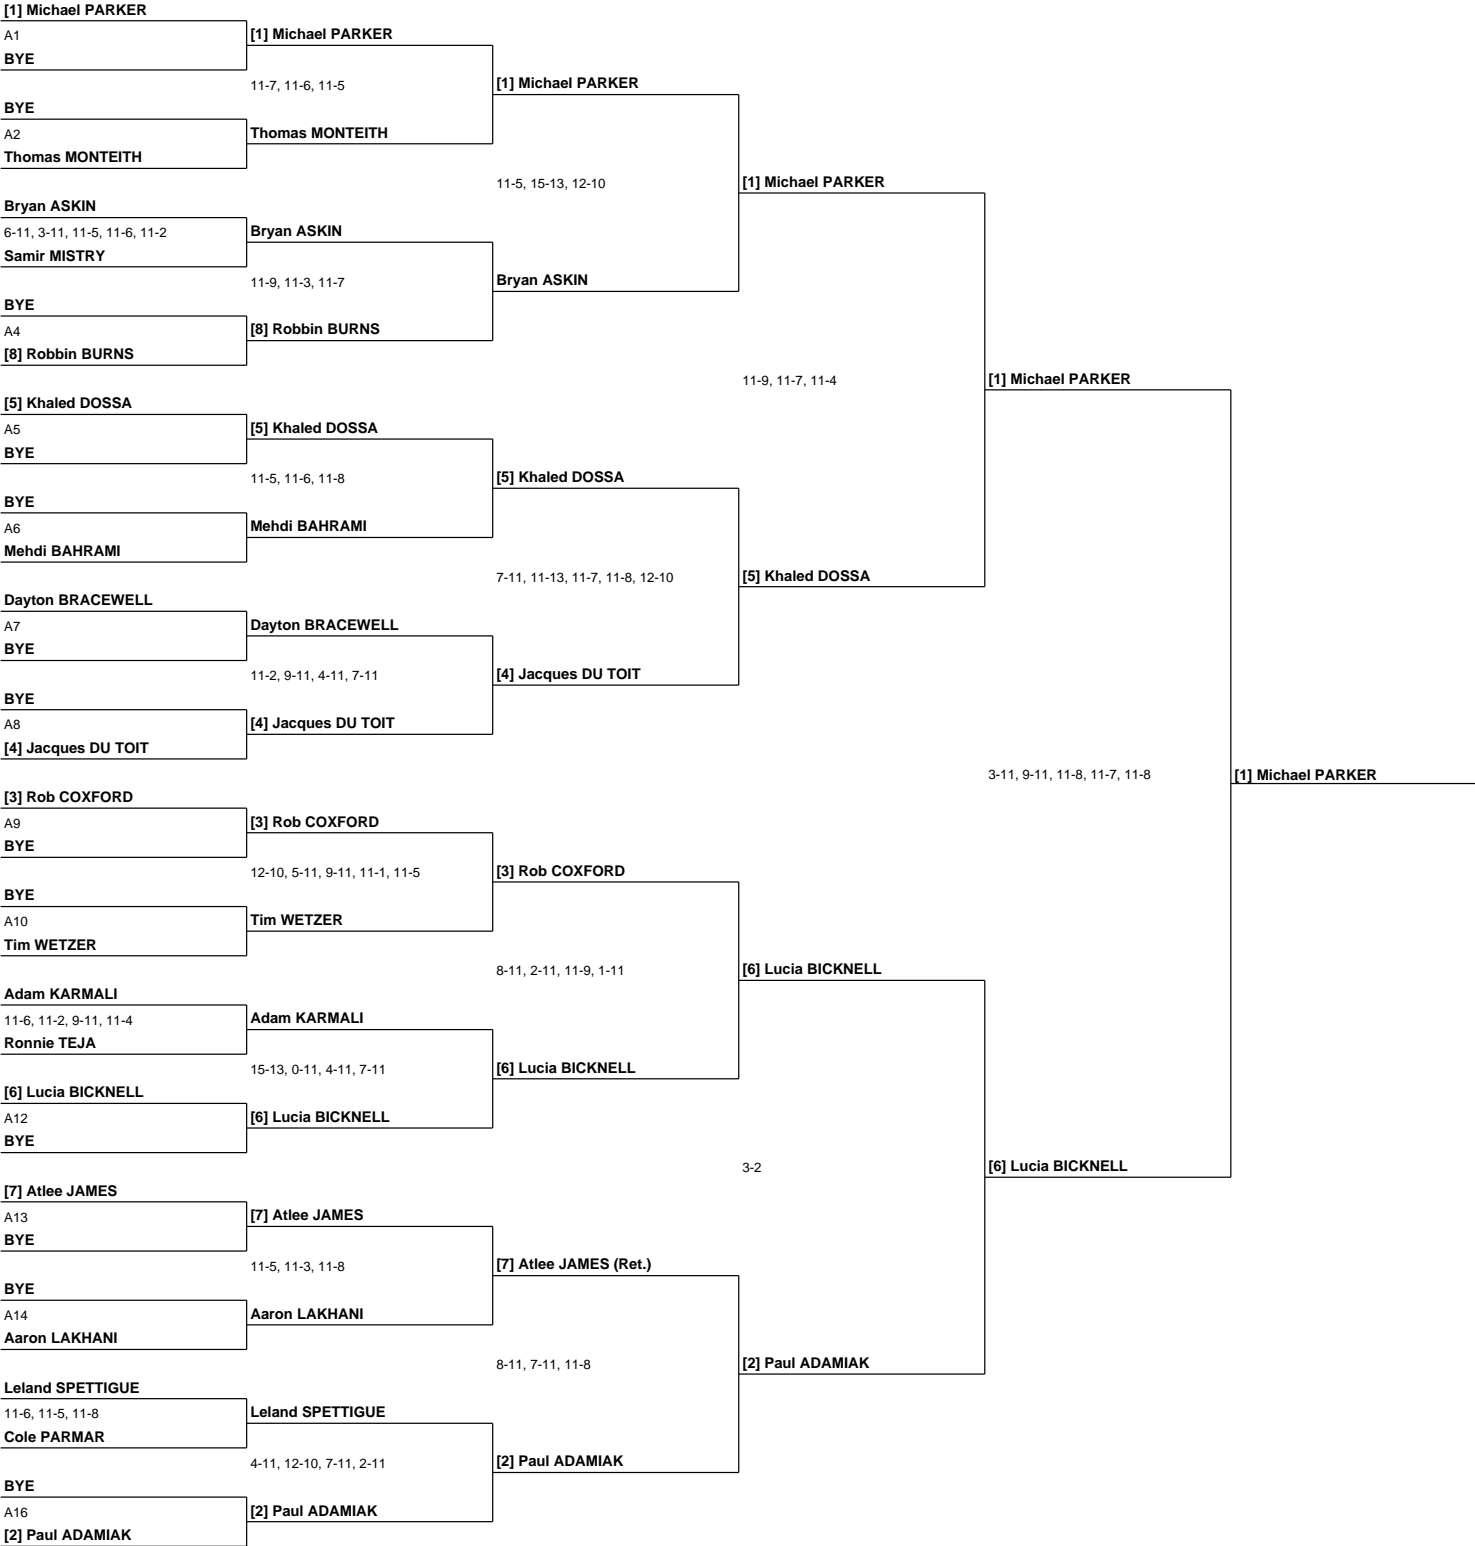 [1] Michael PARKER
A1
BYE
BYE
A2
Thomas MONTEITH
Bryan ASKIN
6-11, 3-11, 11-5, 11-6, 11-2
Samir MISTRY
BYE
A4
[8] Robbin BURNS
[5] Khaled DOSSA
A5
BYE
BYE
A6
Mehdi BAHRAMI
Dayton BRACEWELL
A7
BYE
BYE
A8
[4] Jacques DU TOIT
[3] Rob COXFORD
A9
BYE
BYE
A10
Tim WETZER
Adam KARMALI
11-6, 11-2, 9-11, 11-4
Ronnie TEJA
[6] Lucia BICKNELL
A12
BYE
[7] Atlee JAMES
A13
BYE
BYE
A14
Aaron LAKHANI
Leland SPETTIGUE
11-6, 11-5, 11-8
Cole PARMAR
BYE
A16
[2] Paul ADAMIAK
[1] Michael PARKER
11-7, 11-6, 11-5
Thomas MONTEITH
Bryan ASKIN
11-9, 11-3, 11-7
[8] Robbin BURNS
[5] Khaled DOSSA
11-5, 11-6, 11-8
Mehdi BAHRAMI
Dayton BRACEWELL
11-2, 9-11, 4-11, 7-11
[4] Jacques DU TOIT
[3] Rob COXFORD
12-10, 5-11, 9-11, 11-1, 11-5
Tim WETZER
Adam KARMALI
15-13, 0-11, 4-11, 7-11
[6] Lucia BICKNELL
[7] Atlee JAMES
11-5, 11-3, 11-8
Aaron LAKHANI
Leland SPETTIGUE
4-11, 12-10, 7-11, 2-11
[2] Paul ADAMIAK
[1] Michael PARKER
11-5, 15-13, 12-10
Bryan ASKIN
[5] Khaled DOSSA
7-11, 11-13, 11-7, 11-8, 12-10
[4] Jacques DU TOIT
[3] Rob COXFORD
8-11, 2-11, 11-9, 1-11
[6] Lucia BICKNELL
[7] Atlee JAMES (Ret.)
8-11, 7-11, 11-8
[2] Paul ADAMIAK
[1] Michael PARKER
11-9, 11-7, 11-4
[5] Khaled DOSSA
[6] Lucia BICKNELL
3-2
[2] Paul ADAMIAK
[1] Michael PARKER
3-11, 9-11, 11-8, 11-7, 11-8
[6] Lucia BICKNELL
[1] Michael PARKER